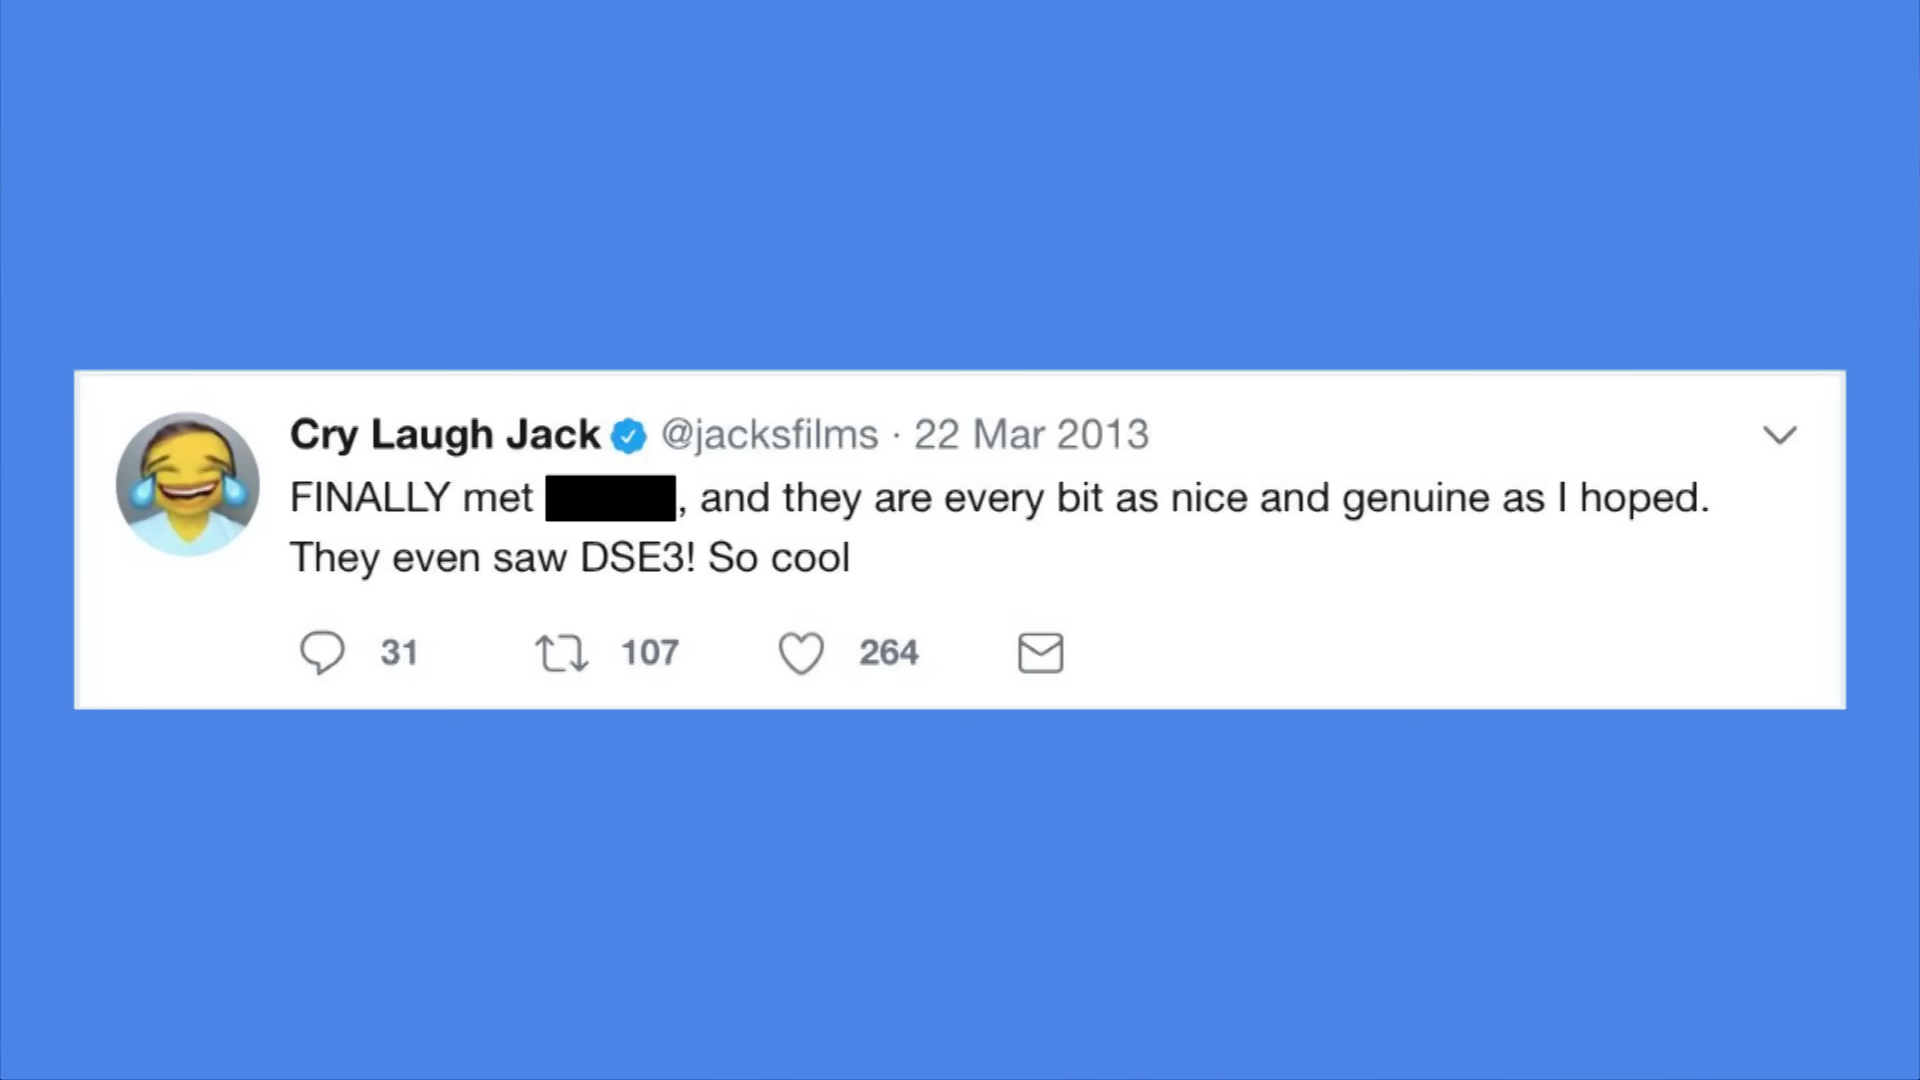 Cry Laugh Jack @jacksfilms · 22 Mar 2013
FINALLY met , and they are every bit as nice and genuine as I hoped.
They even saw DSE3! So cool
31 107 264